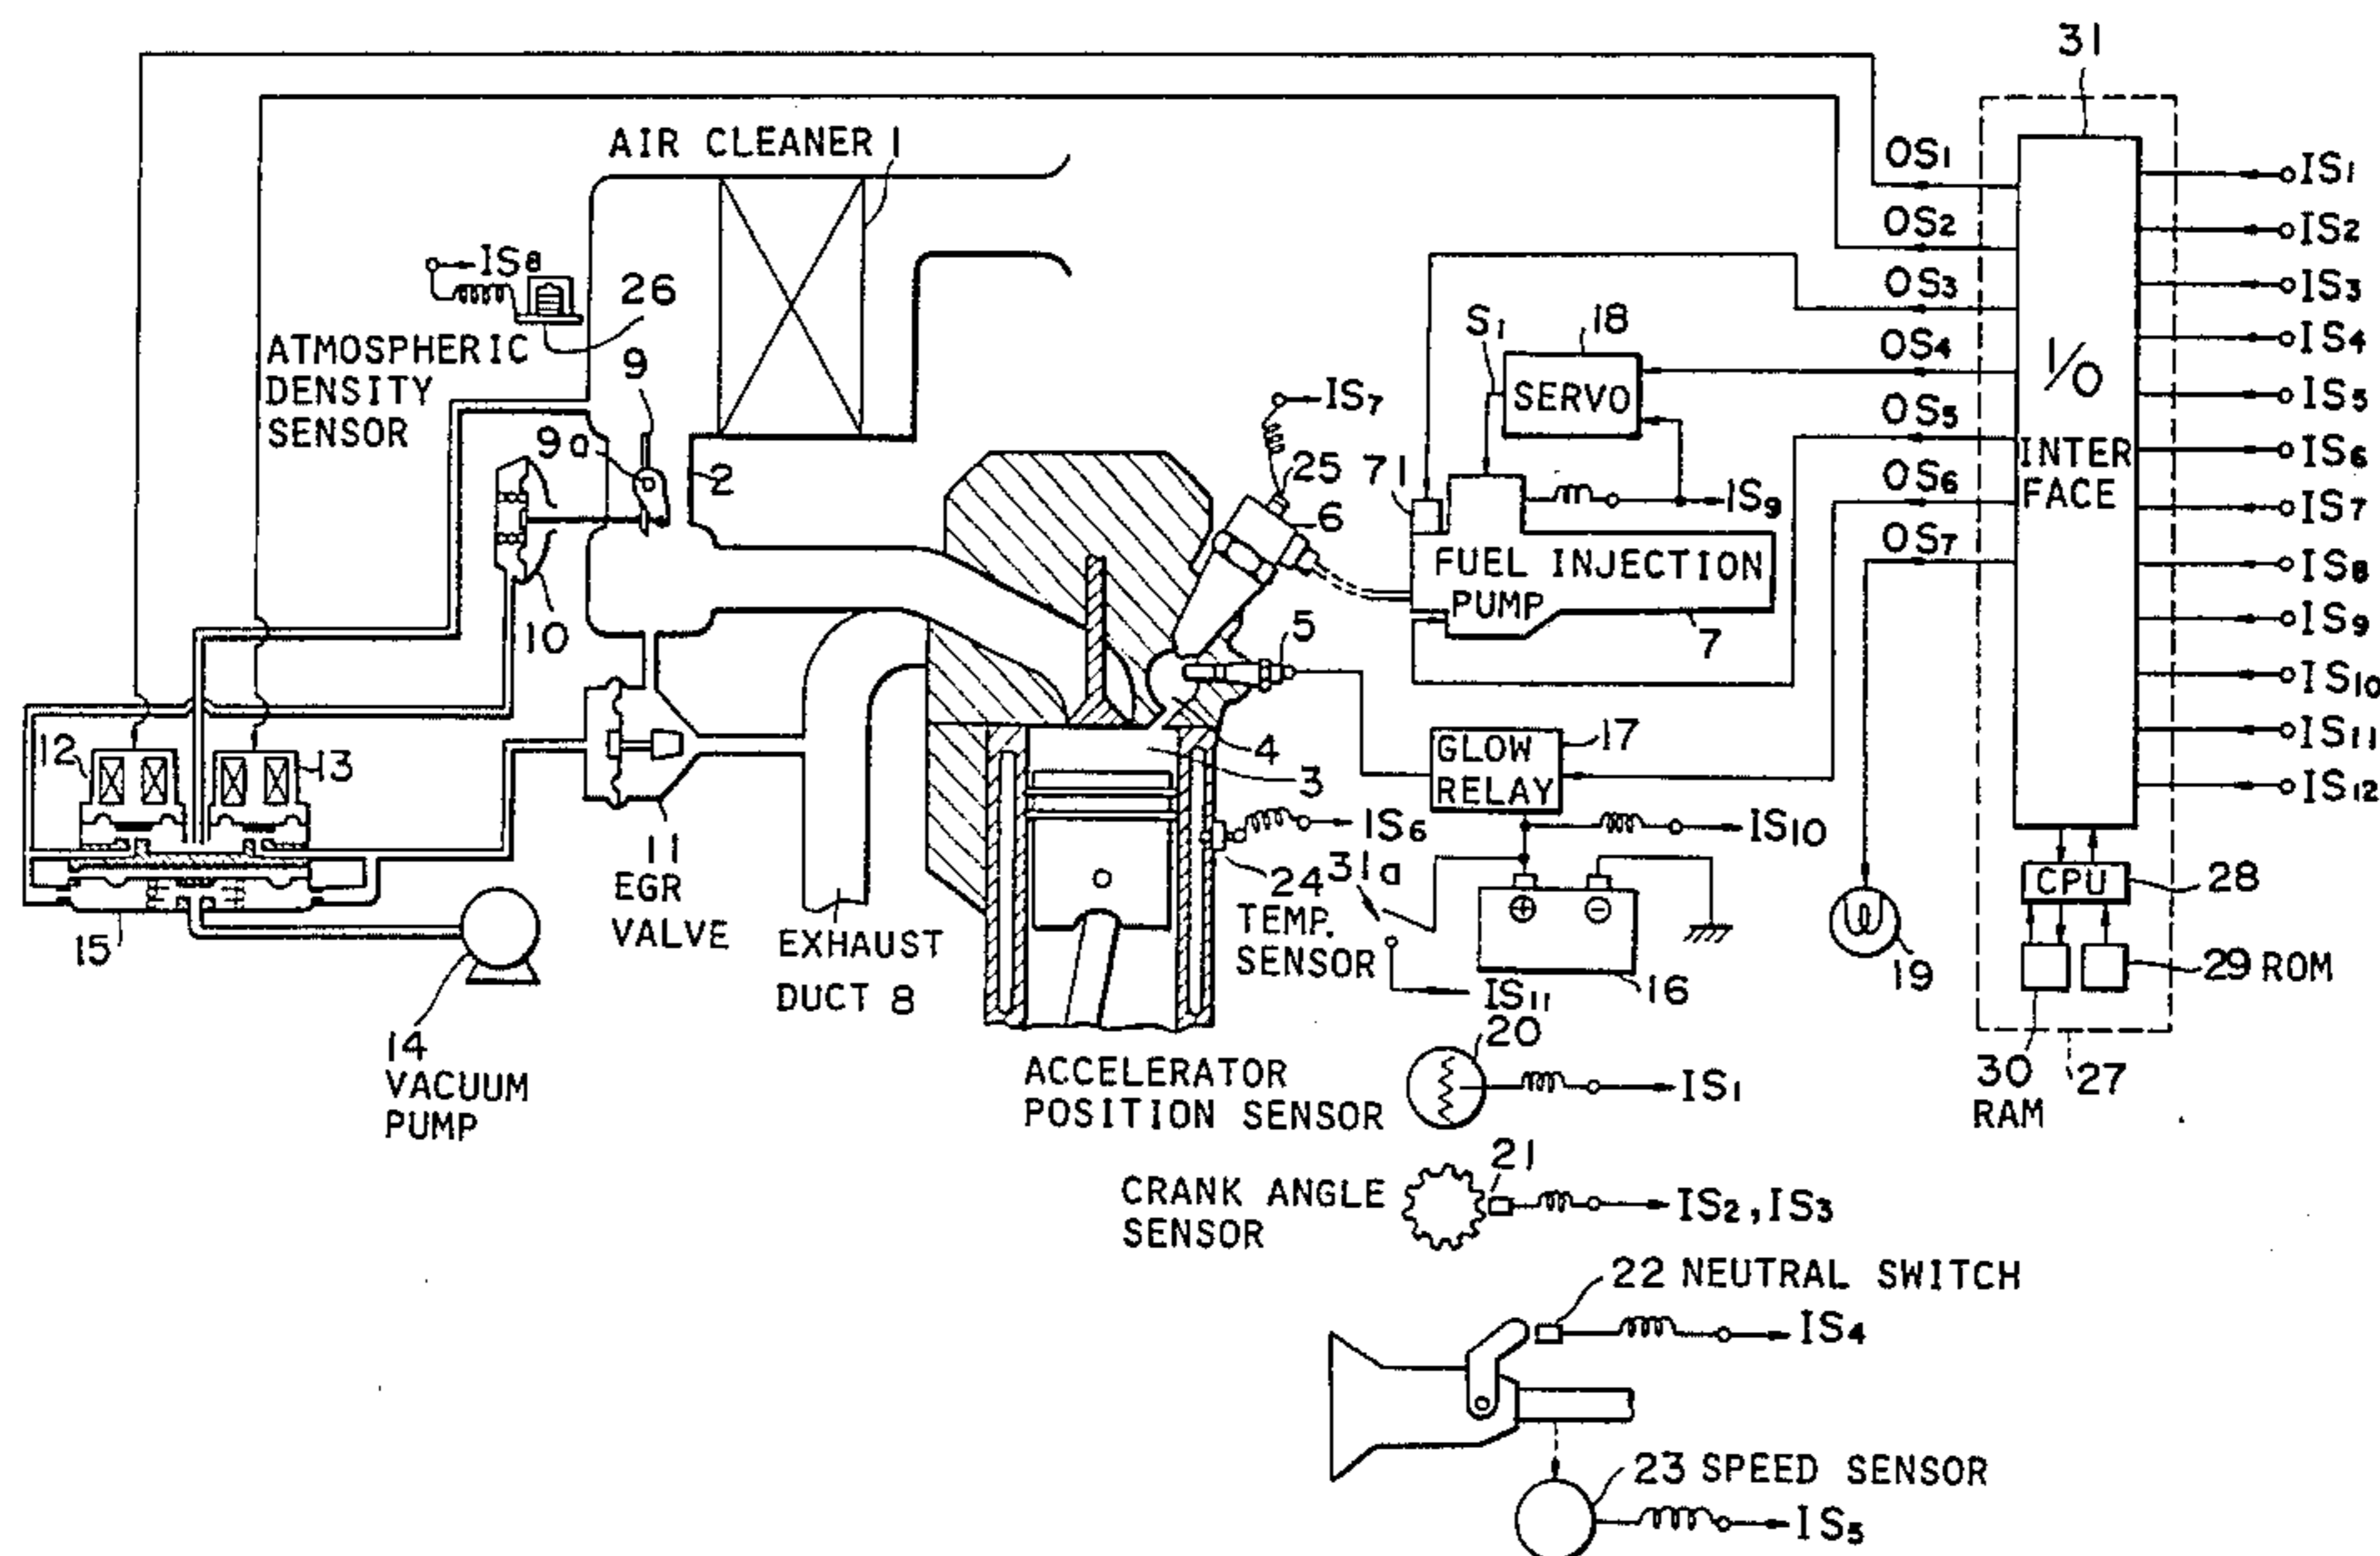 31
AIR CLEANER 1
OS1
IS1
OS2
IS2
IS8
26
OS3
IS3
ATMOSPHERIC
DENSITY
SENSOR
9
9a
2
S1
18
SERVO
OS4
I/O
IS4
IS7
OS5
IS5
25
71
INTER
FACE
IS6
6
IS9
OS6
IS7
FUEL INJECTION
PUMP
7
OS7
IS8
10
5
IS9
IS10
12
13
4
3
GLOW
RELAY
17
IS11
IS12
11
EGR
VALVE
IS6
IS10
24
TEMP.
SENSOR
31a
CPU
28
15
EXHAUST
DUCT 8
+
-
16
19
29 ROM
IS11
14
VACUUM
PUMP
20
ACCELERATOR
POSITION SENSOR
IS1
30
RAM
27
CRANK ANGLE
SENSOR
21
IS2, IS3
22 NEUTRAL SWITCH
IS4
23 SPEED SENSOR
IS5